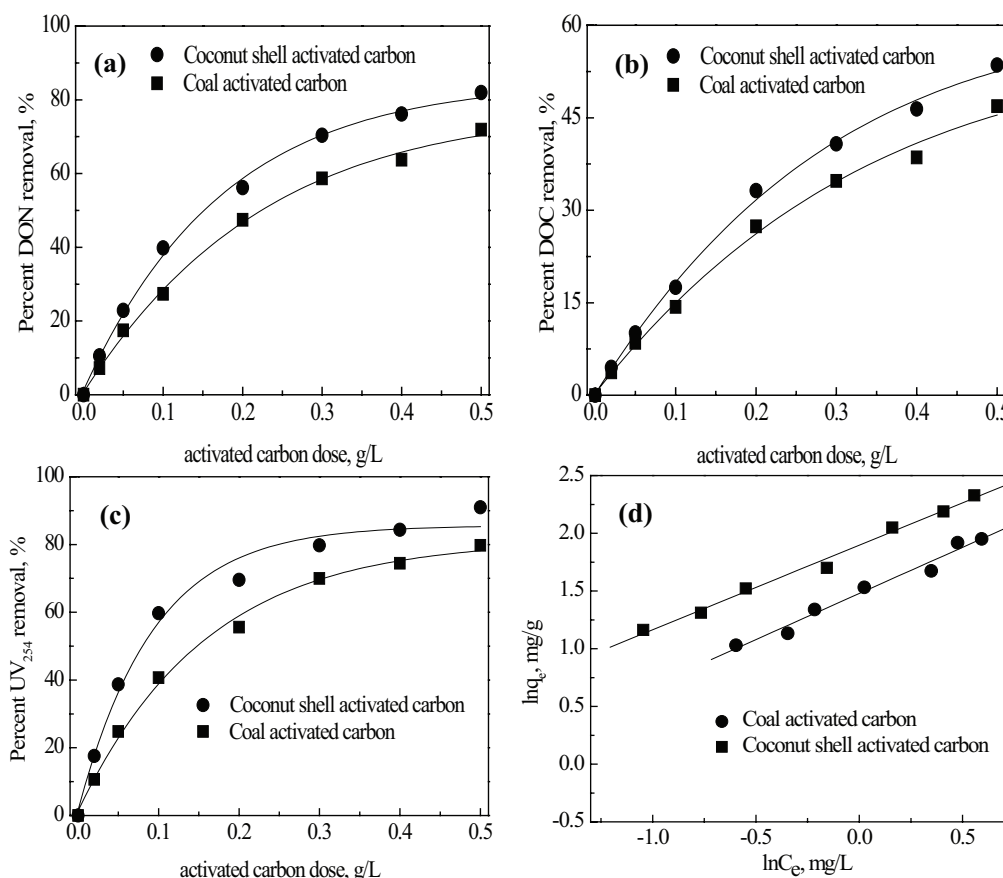 (a)
Coconut shell activated carbon
Coal activated carbon
Percent DON removal, %
100
80
60
40
20
0
0.0 0.1 0.2 0.3 0.4 0.5
activated carbon dose, g/L
(b)
Coconut shell activated carbon
Coal activated carbon
Percent DOC removal, %
60
45
30
15
0
0.0 0.1 0.2 0.3 0.4 0.5
activated carbon dose, g/L
(c)
Coconut shell activated carbon
Coal activated carbon
Percent UV254 removal, %
100
80
60
40
20
0
0.0 0.1 0.2 0.3 0.4 0.5
activated carbon dose, g/L
(d)
Coal activated carbon
Coconut shell activated carbon
lnqe, mg/g
2.5
2.0
1.5
1.0
0.5
0.0
-0.5
-1.0 -0.5 0.0 0.5
lnCe, mg/L